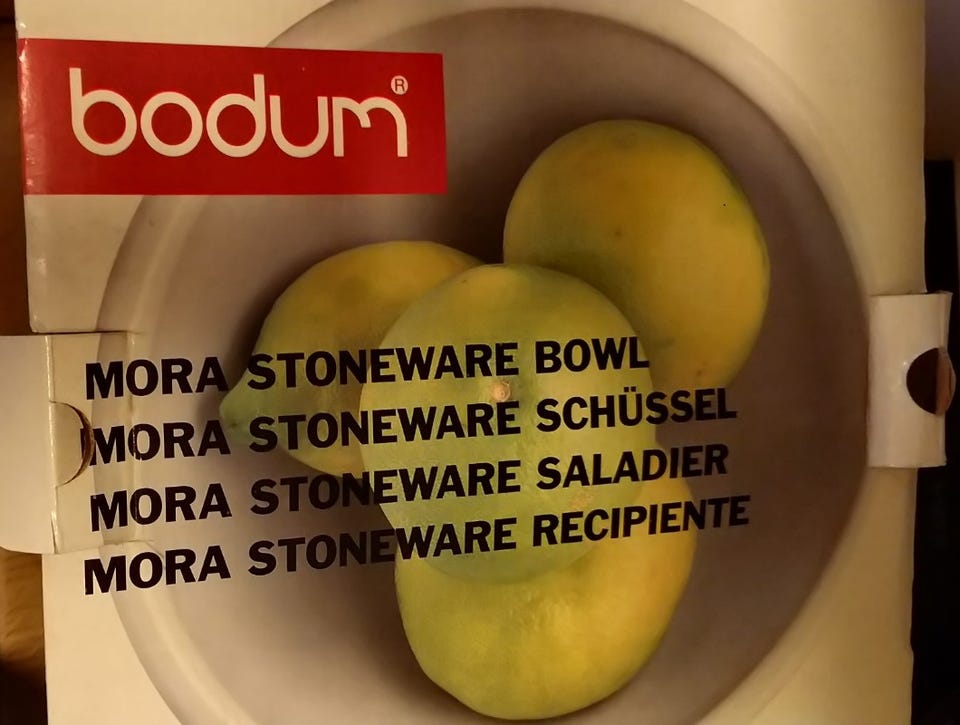 bodum®
MORA STONEWARE BOWL
MORA STONEWARE SCHÜSSEL
MORA STONEWARE SALADIER
MORA STONEWARE RECIPIENTE